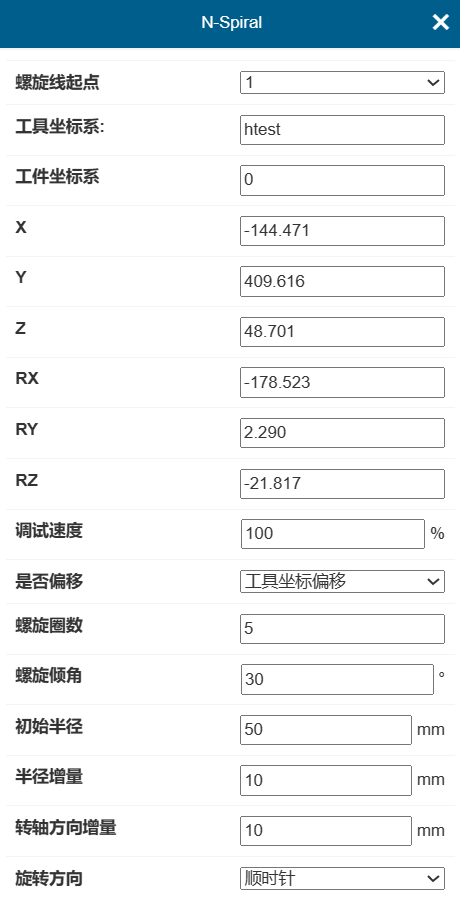 N-Spiral
螺旋线起点 1
工具坐标系: htest
工件坐标系 0
X -144.471
Y 409.616
Z 48.701
RX -178.523
RY 2.290
RZ -21.817
调试速度 100 %
是否偏移 工具坐标偏移
螺旋圈数 5
螺旋倾角 30 °
初始半径 50 mm
半径增量 10 mm
转轴方向增量 10 mm
旋转方向 顺时针